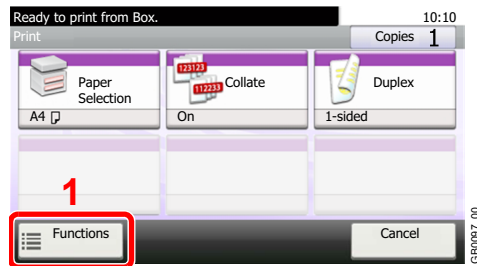 Ready to print from Box.
10:10
Print
Copies 1
123123
112233
Paper
Selection
Collate
Duplex
A4
On
1-sided
1
Functions
Cancel
GB0097_00